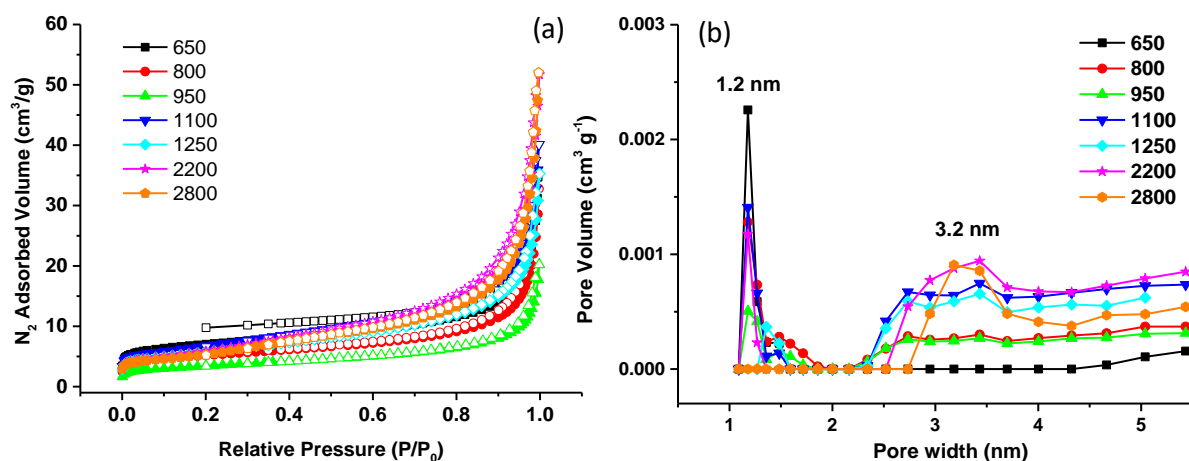 (a)
60
50
40
30
20
10
0
N₂ Adsorbed Volume (cm³/g)
650
800
950
1100
1250
2200
2800
0.0 0.2 0.4 0.6 0.8 1.0
Relative Pressure (P/P₀)
(b)
0.003
0.002
0.001
0.000
Pore Volume (cm³ g⁻¹)
1.2 nm
3.2 nm
650
800
950
1100
1250
2200
2800
1 2 3 4 5
Pore width (nm)